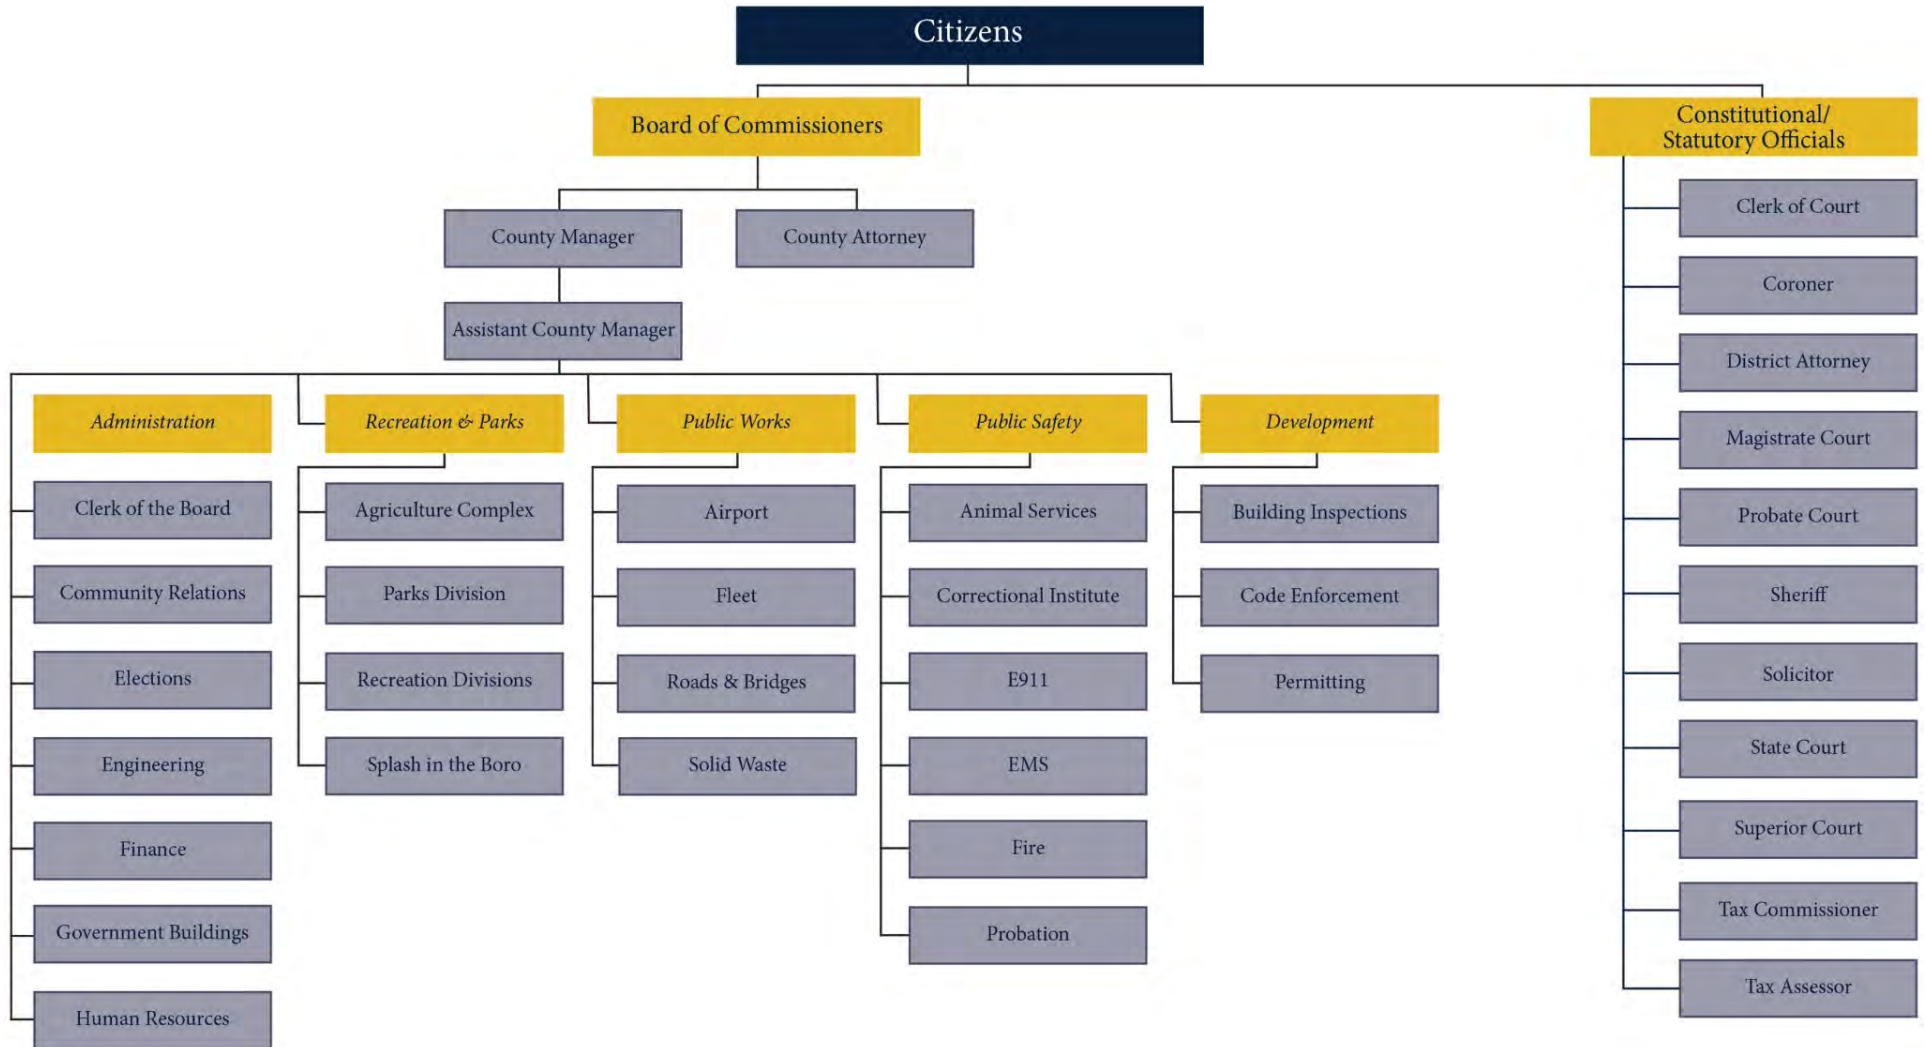 Citizens
Board of Commissioners
Constitutional/
Statutory Officials
County Manager
County Attorney
Assistant County Manager
Administration
Clerk of the Board
Community Relations
Elections
Engineering
Finance
Government Buildings
Human Resources
Recreation & Parks
Agriculture Complex
Parks Division
Recreation Divisions
Splash in the Boro
Public Works
Airport
Fleet
Roads & Bridges
Solid Waste
Public Safety
Animal Services
Correctional Institute
E911
EMS
Fire
Probation
Development
Building Inspections
Code Enforcement
Permitting
Clerk of Court
Coroner
District Attorney
Magistrate Court
Probate Court
Sheriff
Solicitor
State Court
Superior Court
Tax Commissioner
Tax Assessor